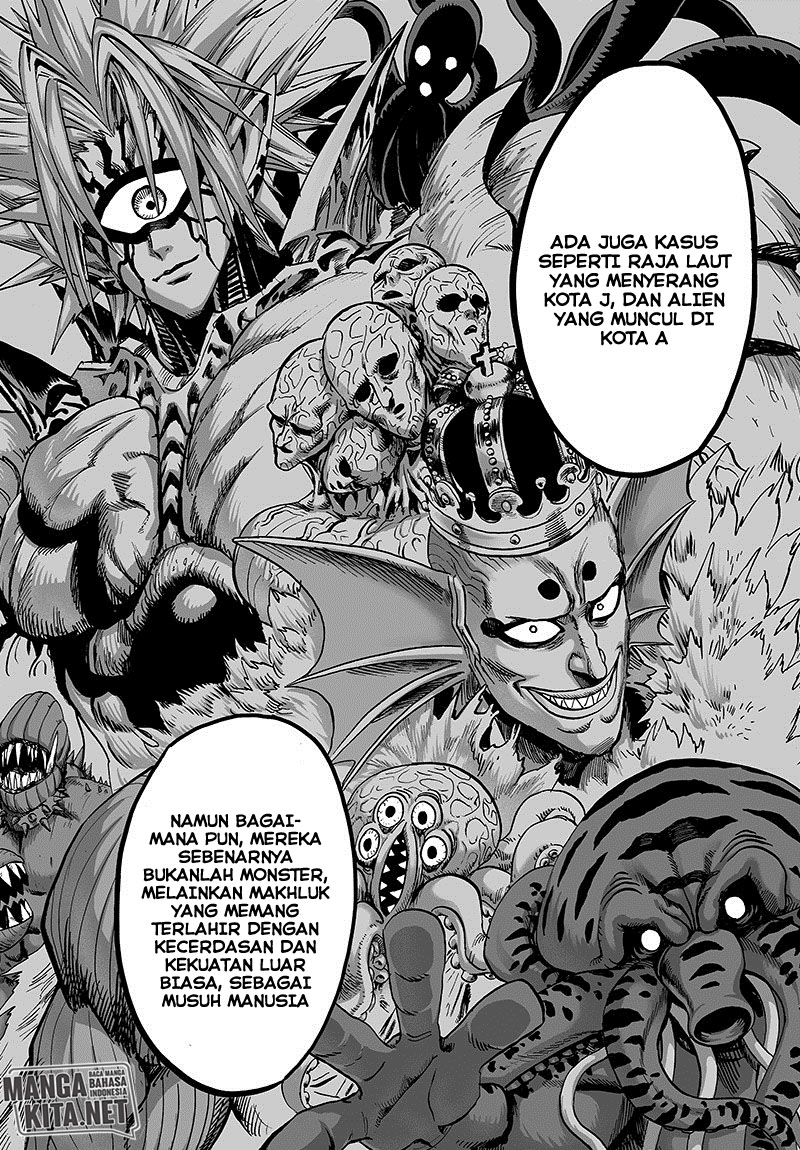 ADA JUGA KASUS
SEPERTI RAJA LAUT
YANG MENYERANG
KOTA J, DAN ALIEN
YANG MUNCUL DI
KOTA A
NAMUN BAGAI-
MANA PUN, MEREKA
SEBENARNYA
BUKANLAH MONSTER,
MELAINKAN MAKHLUK
YANG MEMANG
TERLAHIR DENGAN
KECERDASAN DAN
KEKUATAN LUAR
BIASA, SEBAGAI
MUSUH MANUSIA
MANGA
BACA MANGA
BAHASA
INDONESIA
KITA.NET